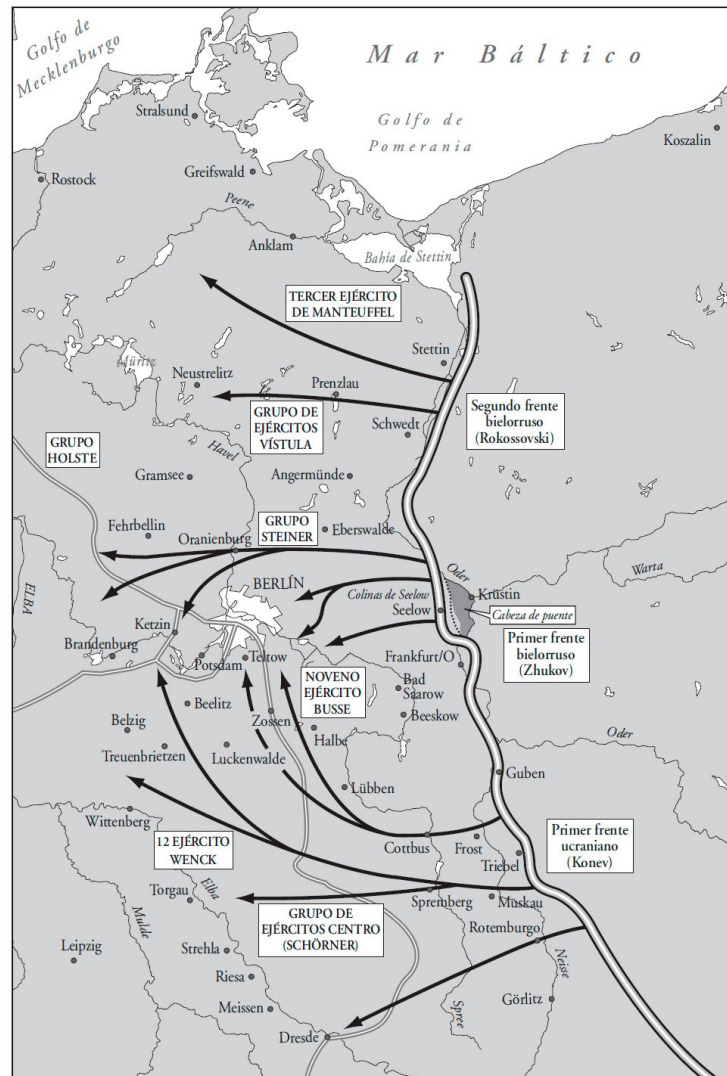 Golfo de
Mecklenburgo
Mar Báltico
Golfo de
Pomerania
Stralsund
Koszalin
Rostock
Greifswald
Peene
Anklam
Bahía de Stettin
TERCER EJÉRCITO
DE MANTEUFFEL
Stettin
Müritz
Neustrelitz
Prenzlau
GRUPO DE
EJÉRCITOS
VÍSTULA
Segundo frente
bielorruso
(Rokossovski)
Schwedt
GRUPO
HOLSTE
Havel
Gramsee
Angermünde
Fehrbellin
GRUPO
STEINER
Eberswalde
Oranienburg
Oder
Warta
ELBA
BERLÍN
Colinas de Seelow
Seelow
Krüstin
Cabeza de puente
Ketzin
Brandenburg
Potsdam
Teltow
Primer frente
bielorruso
(Zhukov)
Frankfurt/O
NOVENO
EJÉRCITO
BUSSE
Bad
Saarow
Beeskow
Beelitz
Zossen
Belzig
Halbe
Oder
Treuenbrietzen
Luckenwalde
Guben
Lübben
Wittenberg
Cottbus
Frost
Triebel
Primer frente
ucraniano
(Konev)
12 EJÉRCITO
WENCK
Elba
Torgau
Spremberg
Muskau
Mulde
GRUPO DE
EJÉRCITOS CENTRO
(SCHÖRNER)
Rotemburgo
Leipzig
Strehla
Neisse
Riesa
Görlitz
Meissen
Spree
Dresde